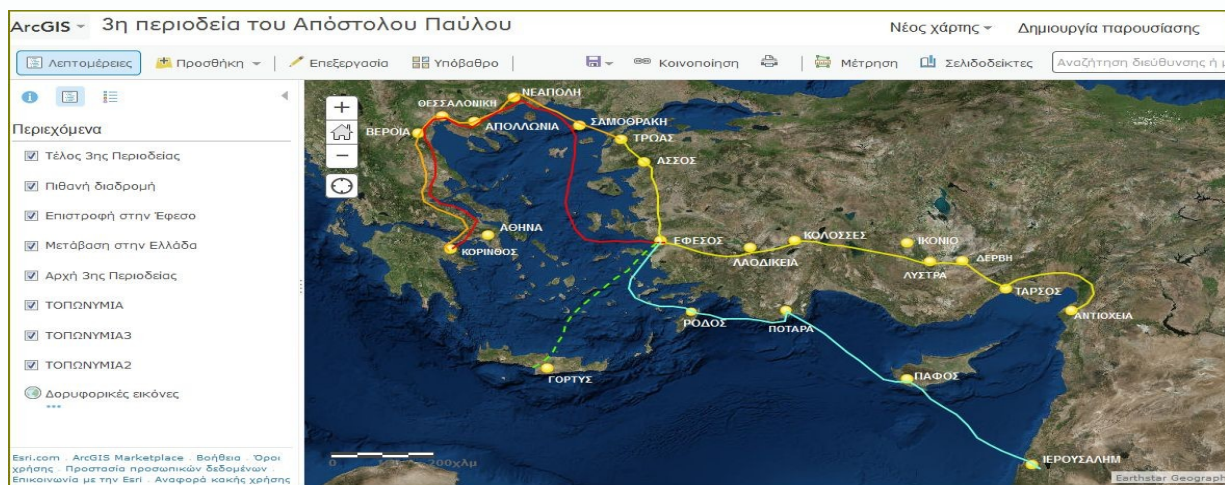 ArcGIS 3η περιοδεία του Απόστολου Παύλου Νέος χάρτης Δημιουργία παρουσίασης
Λεπτομέρειες Προσθήκη Επεξεργασία Υπόβαθρο Κοινοποίηση Μέτρηση Σελιδοδείκτες Αναζήτηση διεύθυνσης ή
Περιεχόμενα
Τέλος 3ης Περιοδείας
Πιθανή διαδρομή
Επιστροφή στην Έφεσο
Μετάβαση στην Ελλάδα
Αρχή 3ης Περιοδείας
ΤΟΠΩΝΥΜΙΑ
ΤΟΠΩΝΥΜΙΑ3
ΤΟΠΩΝΥΜΙΑ2
Δορυφορικές εικόνες
Esri.com . ArcGIS Marketplace . Βοήθεια . Όροι
χρήσης . Προστασία προσωπικών δεδομένων .
Επικοινωνία με την Esri . Αναφορά κακής χρήσης
ΝΕΑΠΟΛΗ
ΘΕΣΣΑΛΟΝΙΚΗ
ΑΠΟΛΛΩΝΙΑ
ΣΑΜΟΘΡΑΚΗ
ΒΕΡΟΙΑ
ΤΡΩΑΣ
ΑΣΣΟΣ
ΑΘΗΝΑ
ΚΟΡΙΝΘΟΣ
ΕΦΕΣΟΣ
ΚΟΛΟΣΣΕΣ
ΙΚΟΝΙΟ
ΛΑΟΔΙΚΕΙΑ
ΛΥΣΤΡΑ
ΔΕΡΒΗ
ΤΑΡΣΟΣ
ΑΝΤΙΟΧΕΙΑ
ΡΟΔΟΣ
ΠΟΤΑΡΑ
ΓΟΡΤΥΣ
ΠΑΦΟΣ
ΙΕΡΟΥΣΑΛΗΜ
0 200χλμ
Earthstar Geograph